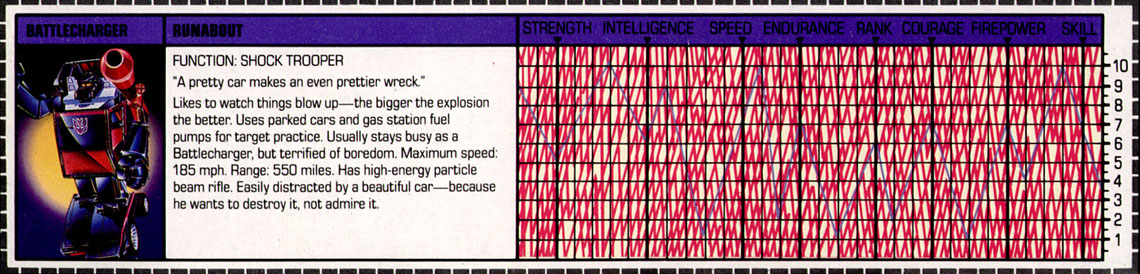 BATTLECHARGER
RUNABOUT
STRENGTH INTELLIGENCE SPEED ENDURANCE RANK COURAGE FIREPOWER SKILL
FUNCTION: SHOCK TROOPER
"A pretty car makes an even prettier wreck."
Likes to watch things blow up—the bigger the explosion
the better. Uses parked cars and gas station fuel
pumps for target practice. Usually stays busy as a
Battlecharger, but terrified of boredom. Maximum speed:
185 mph. Range: 550 miles. Has high-energy particle
beam rifle. Easily distracted by a beautiful car—because
he wants to destroy it, not admire it.
10
9
8
7
6
5
4
3
2
1